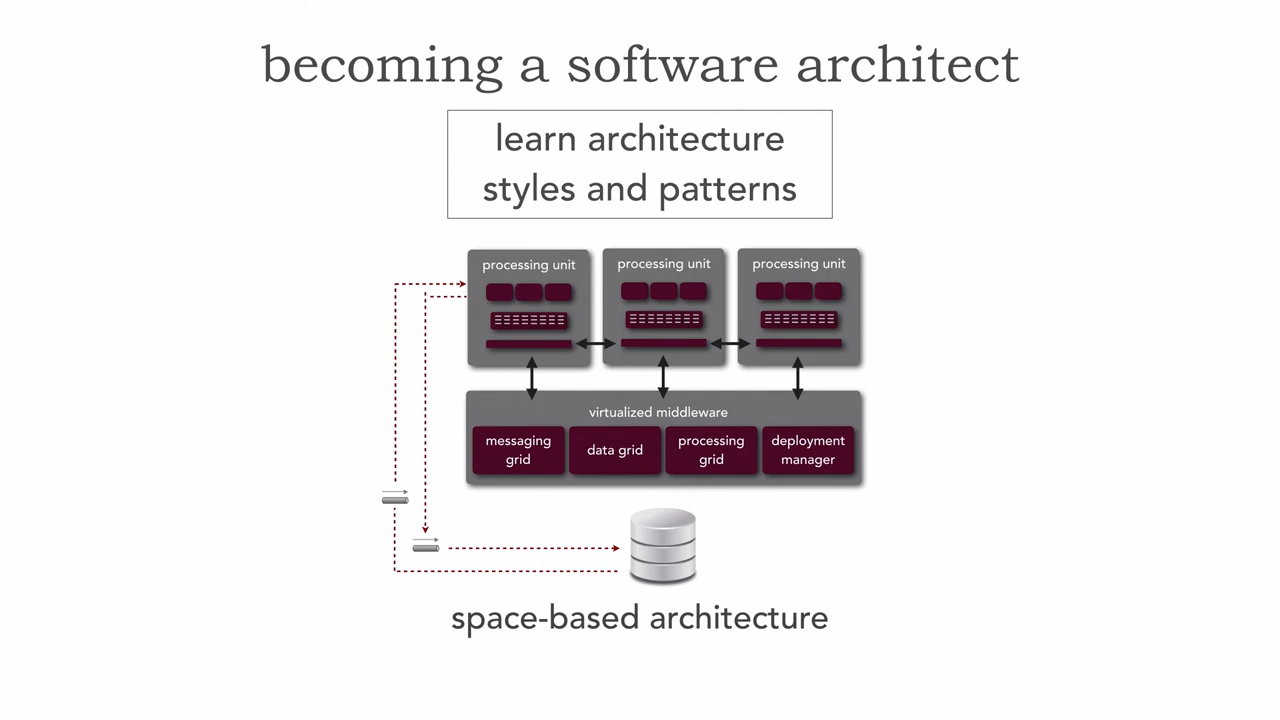 becoming a software architect
learn architecture
styles and patterns
processing unit
processing unit
processing unit
virtualized middleware
messaging
grid
data grid
processing
grid
deployment
manager
space-based architecture